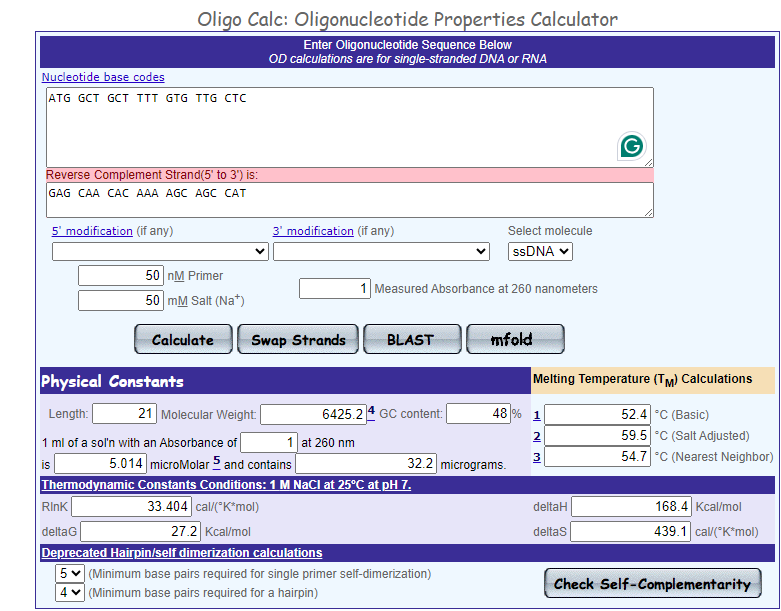 Oligo Calc: Oligonucleotide Properties Calculator
Enter Oligonucleotide Sequence Below
OD calculations are for single-stranded DNA or RNA
Nucleotide base codes
ATG GCT GCT TTT GTG TTG CTC
Reverse Complement Strand(5' to 3') is:
GAG CAA CAC AAA AGC AGC CAT
5' modification (if any) 3' modification (if any) Select molecule
ssDNA
50 nM Primer
1 Measured Absorbance at 260 nanometers
50 mM Salt (Na+)
Calculate Swap Strands BLAST mfold
Physical Constants Melting Temperature (TM) Calculations
Length: 21 Molecular Weight: 6425.2 4 GC content: 48 % 1 52.4 °C (Basic)
1 ml of a sol'n with an Absorbance of 1 at 260 nm 2 59.5 °C (Salt Adjusted)
is 5.014 microMolar 5 and contains 32.2 micrograms. 3 54.7 °C (Nearest Neighbor)
Thermodynamic Constants Conditions: 1 M NaCl at 25°C at pH 7.
RlnK 33.404 cal/(°K*mol) deltaH 168.4 Kcal/mol
deltaG 27.2 Kcal/mol deltaS 439.1 cal/(°K*mol)
Deprecated Hairpin/self dimerization calculations
5 (Minimum base pairs required for single primer self-dimerization)
4 (Minimum base pairs required for a hairpin)
Check Self-Complementarity